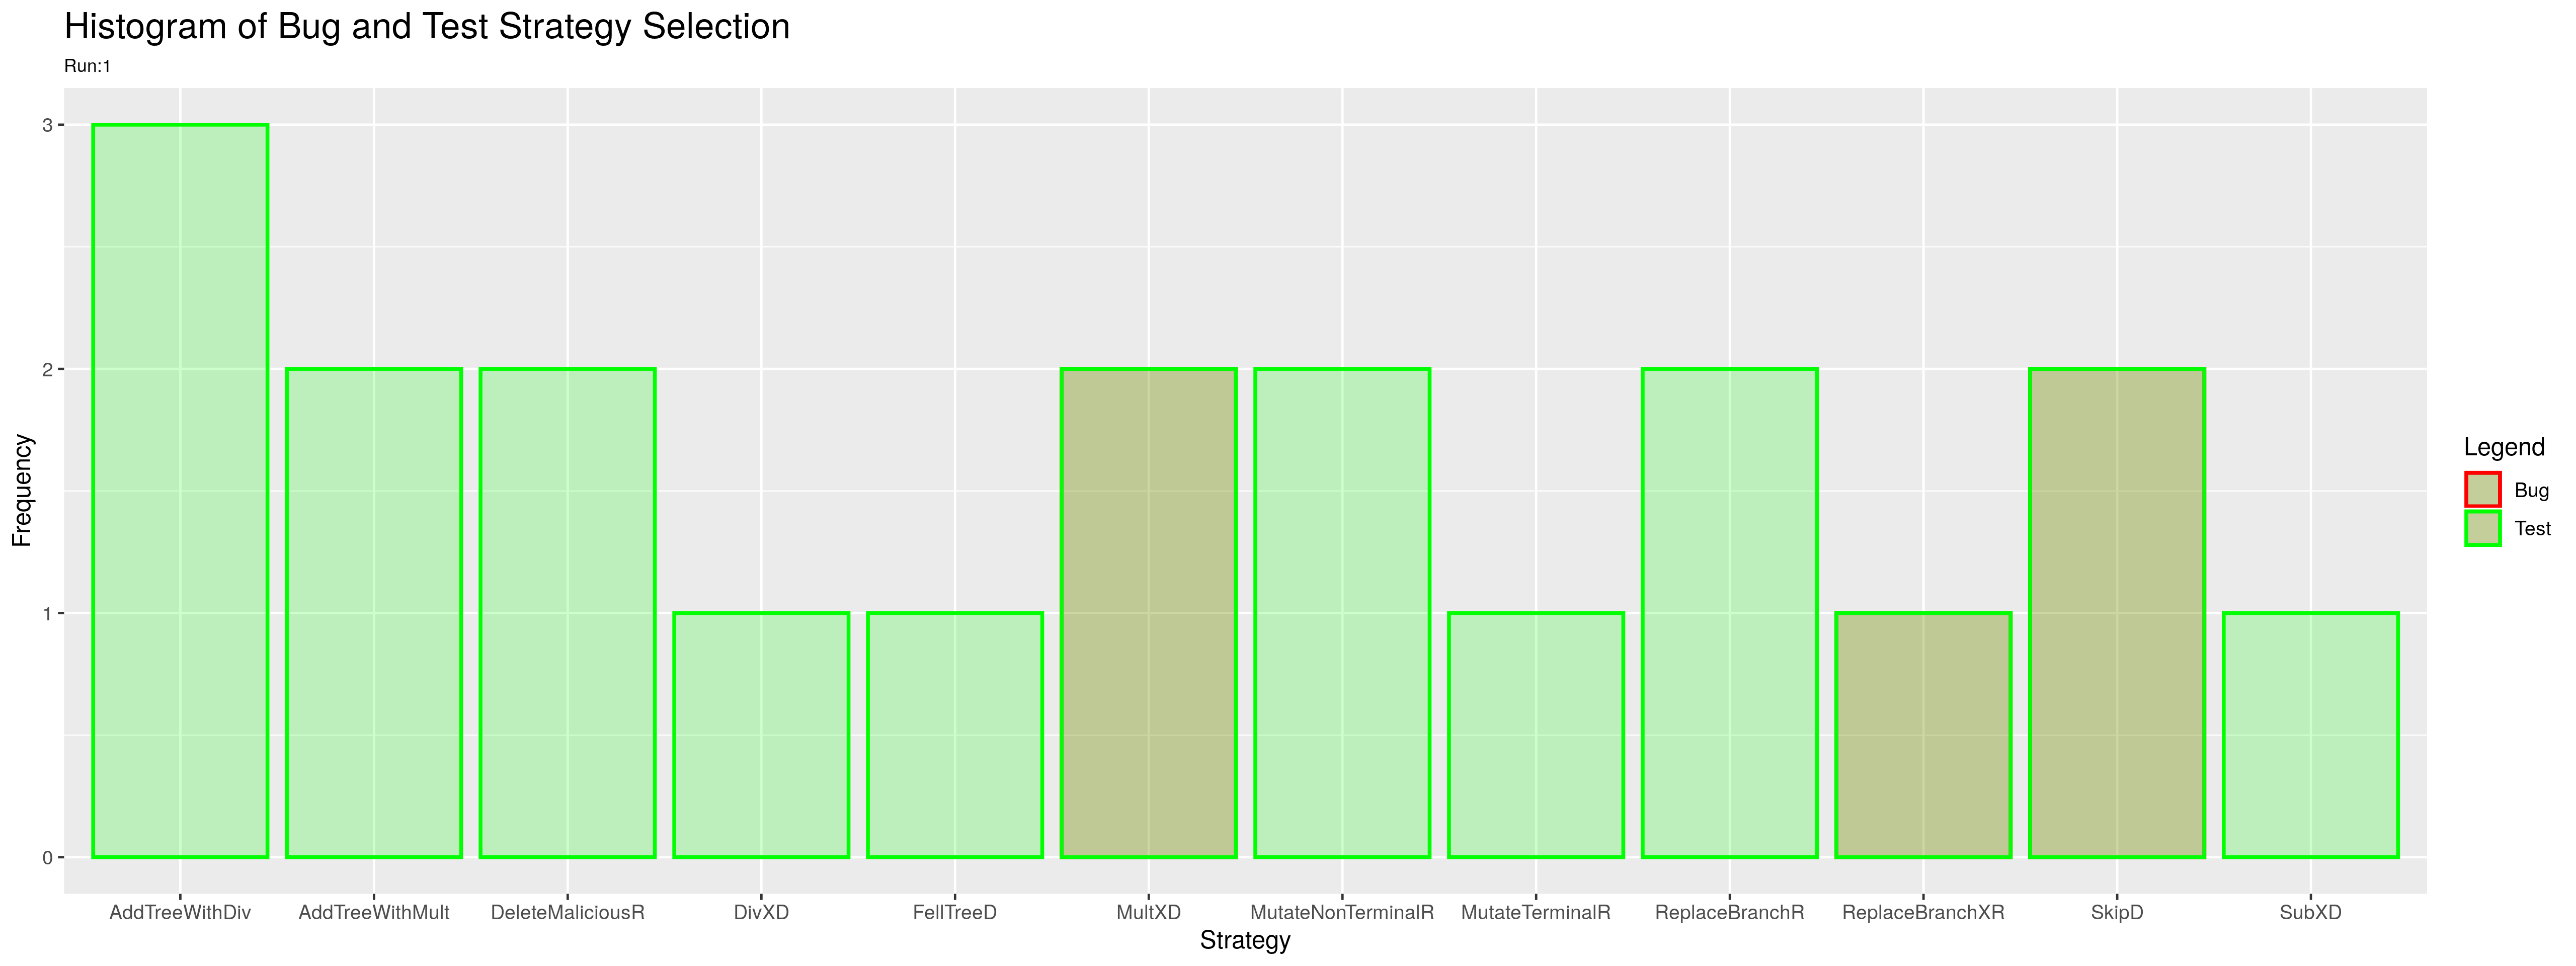 Histogram of Bug and Test Strategy Selection
Run:1
Frequency
3
2
1
0
AddTreeWithDiv AddTreeWithMult DeleteMaliciousR DivXD FellTreeD MultXD MutateNonTerminalR MutateTerminalR ReplaceBranchR ReplaceBranchXR SkipD SubXD
Strategy
Legend
Bug
Test